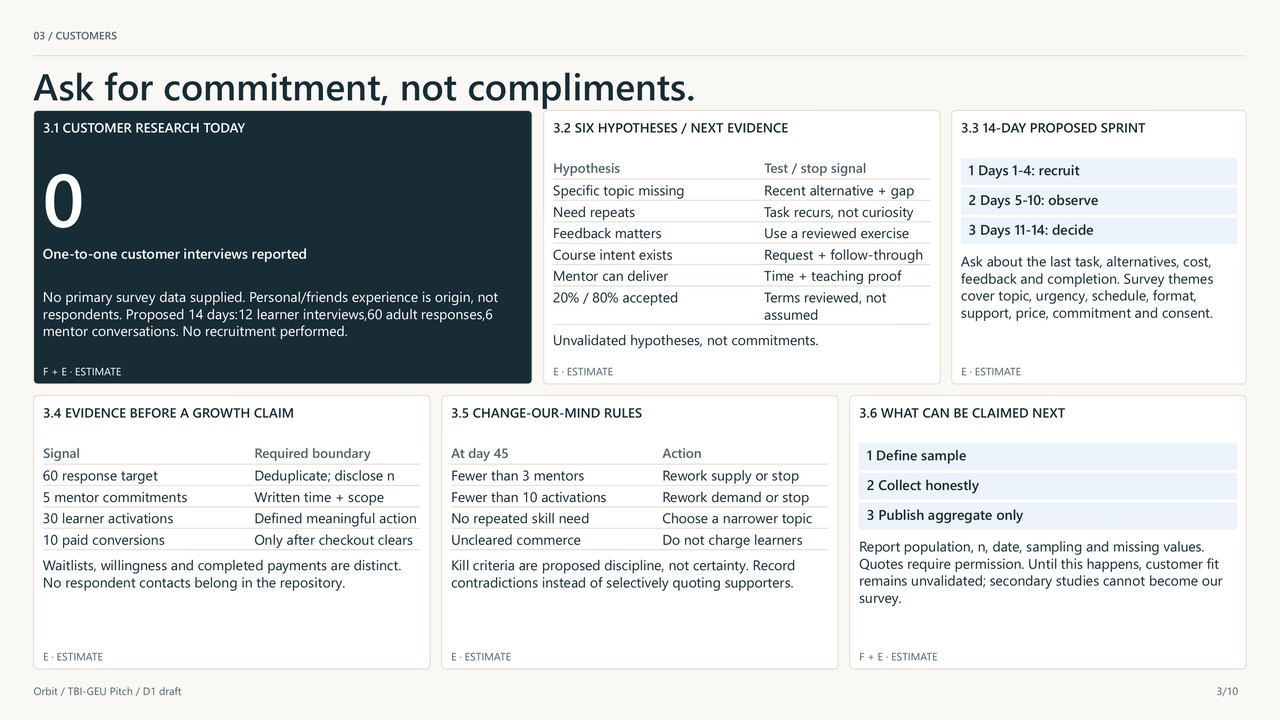 03 / CUSTOMERS
Ask for commitment, not compliments.
3.1 CUSTOMER RESEARCH TODAY
0
One-to-one customer interviews reported
No primary survey data supplied. Personal/friends experience is origin, not
respondents. Proposed 14 days:12 learner interviews,60 adult responses,6
mentor conversations. No recruitment performed.
F + E · ESTIMATE
3.2 SIX HYPOTHESES / NEXT EVIDENCE
Hypothesis Test / stop signal
Specific topic missing Recent alternative + gap
Need repeats Task recurs, not curiosity
Feedback matters Use a reviewed exercise
Course intent exists Request + follow-through
Mentor can deliver Time + teaching proof
20% / 80% accepted Terms reviewed, not
assumed
Unvalidated hypotheses, not commitments.
E · ESTIMATE
3.3 14-DAY PROPOSED SPRINT
1 Days 1-4: recruit
2 Days 5-10: observe
3 Days 11-14: decide
Ask about the last task, alternatives, cost,
feedback and completion. Survey themes
cover topic, urgency, schedule, format,
support, price, commitment and consent.
E · ESTIMATE
3.4 EVIDENCE BEFORE A GROWTH CLAIM
Signal Required boundary
60 response target Deduplicate; disclose n
5 mentor commitments Written time + scope
30 learner activations Defined meaningful action
10 paid conversions Only after checkout clears
Waitlists, willingness and completed payments are distinct.
No respondent contacts belong in the repository.
E · ESTIMATE
3.5 CHANGE-OUR-MIND RULES
At day 45 Action
Fewer than 3 mentors Rework supply or stop
Fewer than 10 activations Rework demand or stop
No repeated skill need Choose a narrower topic
Uncleared commerce Do not charge learners
Kill criteria are proposed discipline, not certainty. Record
contradictions instead of selectively quoting supporters.
E · ESTIMATE
3.6 WHAT CAN BE CLAIMED NEXT
1 Define sample
2 Collect honestly
3 Publish aggregate only
Report population, n, date, sampling and missing values.
Quotes require permission. Until this happens, customer fit
remains unvalidated; secondary studies cannot become our
survey.
F + E · ESTIMATE
Orbit / TBI-GEU Pitch / D1 draft
3/10